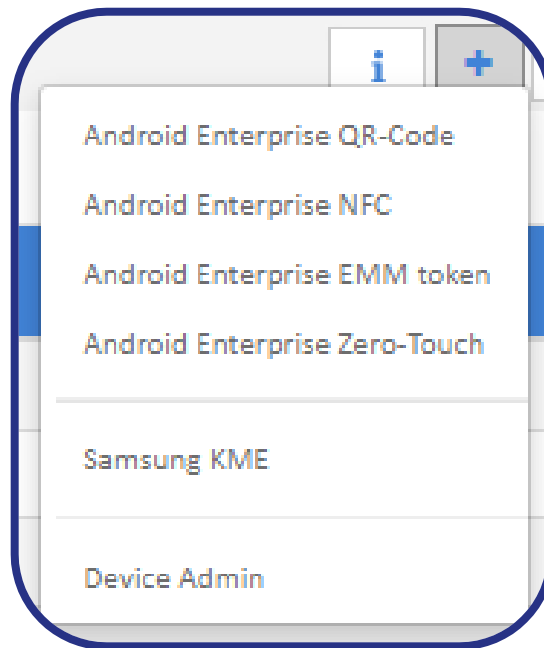 i +
Android Enterprise QR-Code
Android Enterprise NFC
Android Enterprise EMM token
Android Enterprise Zero-Touch
Samsung KME
Device Admin